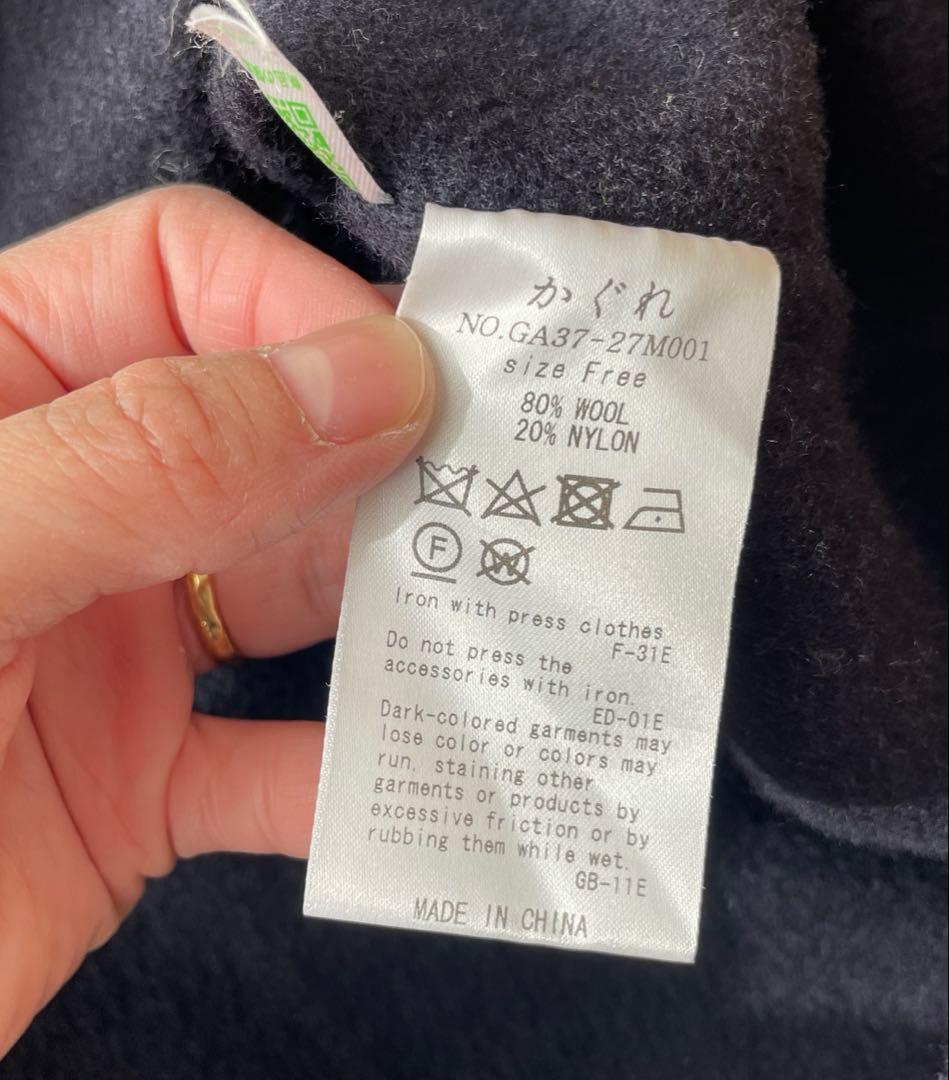 かぐれ
NO.GA37-27M001
size Free
80% WOOL
20% NYLON
F
W
Iron with press clothes
F-31E
Do not press the
accessories with iron.
ED-01E
Dark-colored garments may
lose color or colors may
run, staining other
garments or products by
excessive friction or by
rubbing them while wet.
GB-11E
MADE IN CHINA